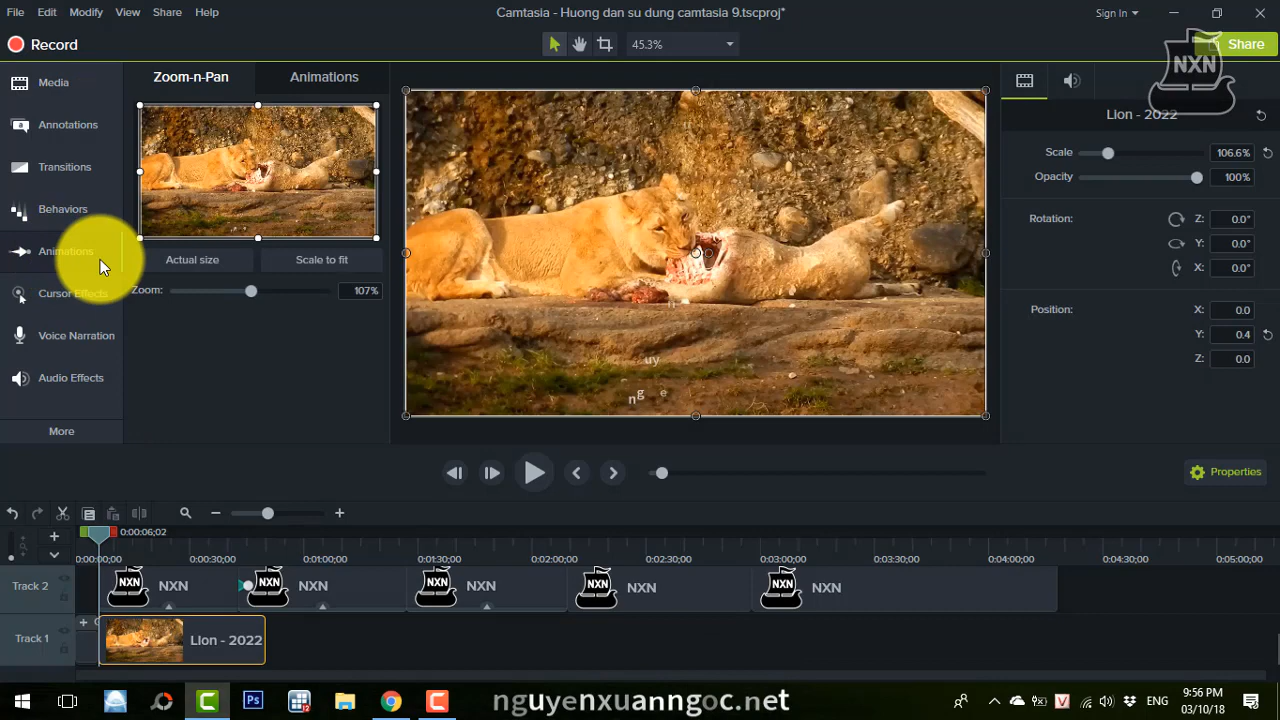 File Edit Modify View Share Help
Camtasia - Huong dan su dung camtasia 9.tscproj*
Sign In
Record
45.3%
Share
NXN
Media
Annotations
Transitions
Behaviors
Animations
Cursor Effects
Voice Narration
Audio Effects
More
Zoom-n-Pan
Animations
Actual size
Scale to fit
Zoom:
107%
uy
n g e
Lion - 2022
Scale
106.6%
Opacity
100%
Rotation:
Z: 0.0°
Y: 0.0°
X: 0.0°
Position:
X: 0.0
Y: 0.4
Z: 0.0
Properties
0:00:06;02
0:00:00;00 0:00:30;00 0:01:00;00 0:01:30;00 0:02:00;00 0:02:30;00 0:03:00;00 0:03:30;00 0:04:00;00 0:04:30;00 0:05:00;00
Track 2
NXN NXN
NXN NXN
NXN NXN
NXN NXN
NXN NXN
Track 1
Lion - 2022
Ps
12
nguyenxuanngoc.net
V
ENG
9:56 PM
03/10/18